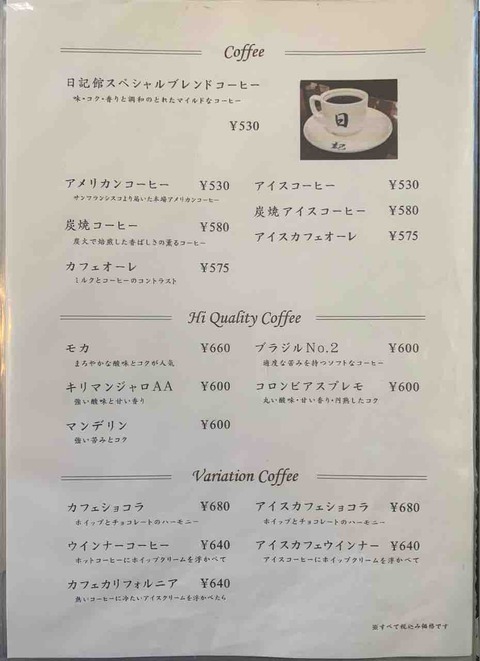 Coffee
日記館スペシャルブレンドコーヒー
味・コク・香りと調和のとれたマイルドなコーヒー
¥530
日
アメリカンコーヒー ¥530
サンフランシスコより届いた本場アメリカンコーヒー
炭焼コーヒー ¥580
炭火で焙煎した香ばしさの薫るコーヒー
カフェオーレ ¥575
ミルクとコーヒーのコントラスト
アイスコーヒー ¥530
炭焼アイスコーヒー ¥580
アイスカフェオーレ ¥575
Hi Quality Coffee
モカ ¥660
まろやかな酸味とコクが人気
キリマンジャロAA ¥600
強い酸味と甘い香り
マンデリン ¥600
強い苦みとコク
ブラジルNo.2 ¥600
適度な苦みを持つソフトなコーヒー
コロンビアスプレモ ¥600
丸い酸味・甘い香り・円熟したコク
Variation Coffee
カフェショコラ ¥680
ホイップとチョコレートのハーモニー
ウインナーコーヒー ¥640
ホットコーヒーにホイップクリームを浮かべて
カフェカリフォルニア ¥640
熱いコーヒーに冷たいアイスクリームを浮かべたら
アイスカフェショコラ ¥680
ホイップとチョコレートのハーモニー
アイスカフェウインナー ¥640
アイスコーヒーにホイップクリームを浮かべて
※すべて税込み価格です